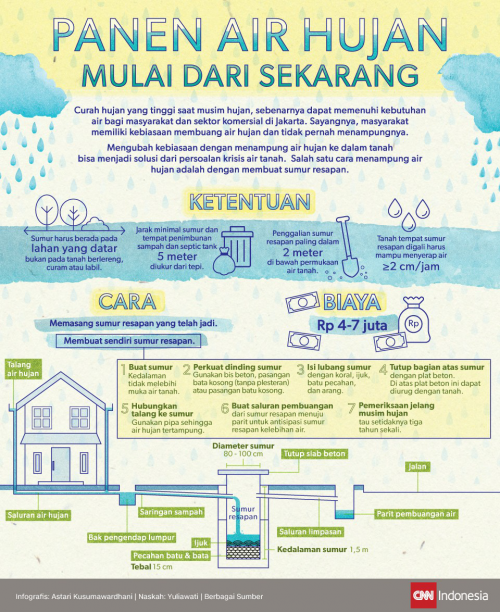 PANEN AIR HUJAN
MULAI DARI SEKARANG
Curah hujan yang tinggi saat musim hujan, sebenarnya dapat memenuhi kebutuhan
air bagi masyarakat dan sektor komersial di Jakarta. Sayangnya, masyarakat
memiliki kebiasaan membuang air hujan dan tidak pernah menampungnya.
Mengubah kebiasaan dengan menampung air hujan ke dalam tanah
bisa menjadi solusi dari persoalan krisis air tanah. Salah satu cara menampung air
hujan adalah dengan membuat sumur resapan.
KETENTUAN
Sumur harus berada pada
lahan yang datar
bukan pada tanah berlereng,
curam atau labil.
Jarak minimal sumur dan
tempat penimbunan
sampah dan septic tank
5 meter
diukur dari tepi.
Penggalian sumur
resapan paling dalam
2 meter
di bawah permukaan
air tanah.
Tanah tempat sumur
resapan digali harus
mampu menyerap air
≥2 cm/jam
CARA
Memasang sumur resapan yang telah jadi.
Membuat sendiri sumur resapan.
BIAYA
Rp 4-7 juta
Rp
1 Buat sumur
Kedalaman
tidak melebihi
muka air tanah.
2 Perkuat dinding sumur
Gunakan bis beton, pasangan
bata kosong (tanpa plesteran)
atau pasangan batu kosong.
3 Isi lubang sumur
dengan koral, ijuk,
batu pecahan,
dan arang.
4 Tutup bagian atas sumur
dengan plat beton.
Di atas plat beton ini dapat
diurug dengan tanah.
5 Hubungkan
talang ke sumur
Gunakan pipa sehingga
air hujan tertampung.
6 Buat saluran pembuangan
dari sumur resapan menuju
parit untuk antisipasi sumur
resapan kelebihan air.
7 Pemeriksaan jelang
musim hujan
tau setidaknya tiga
tahun sekali.
Talang
air hujan
Diameter sumur
80 - 100 cm
Tutup slab beton
Jalan
Saluran air hujan
Saringan sampah
Sumur
resapan
Parit pembuangan air
Bak pengendap lumpur
Ijuk
Saluran limpasan
Pecahan batu & bata
Kedalaman sumur 1,5 m
Tebal 15 cm
Infografis: Astari Kusumawardhani | Naskah: Yuliawati | Berbagai Sumber
CNN Indonesia